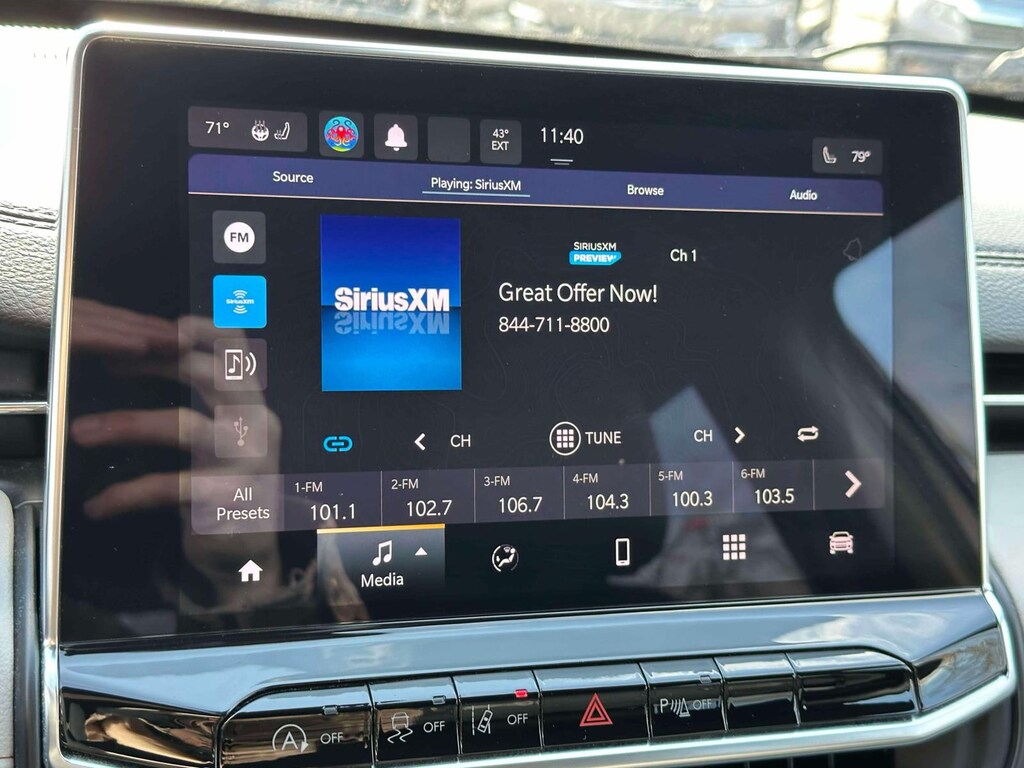 71°
43°
EXT
11:40
79°
Source
Playing: SiriusXM
Browse
Audio
FM
SiriusXM
SiriusXM
SIRIUSXM
PREVIEW
Ch 1
Great Offer Now!
844-711-8800
CH
TUNE
CH
All
Presets
1-FM
101.1
2-FM
102.7
3-FM
106.7
4-FM
104.3
5-FM
100.3
6-FM
103.5
Media
A OFF
OFF
OFF
P OFF